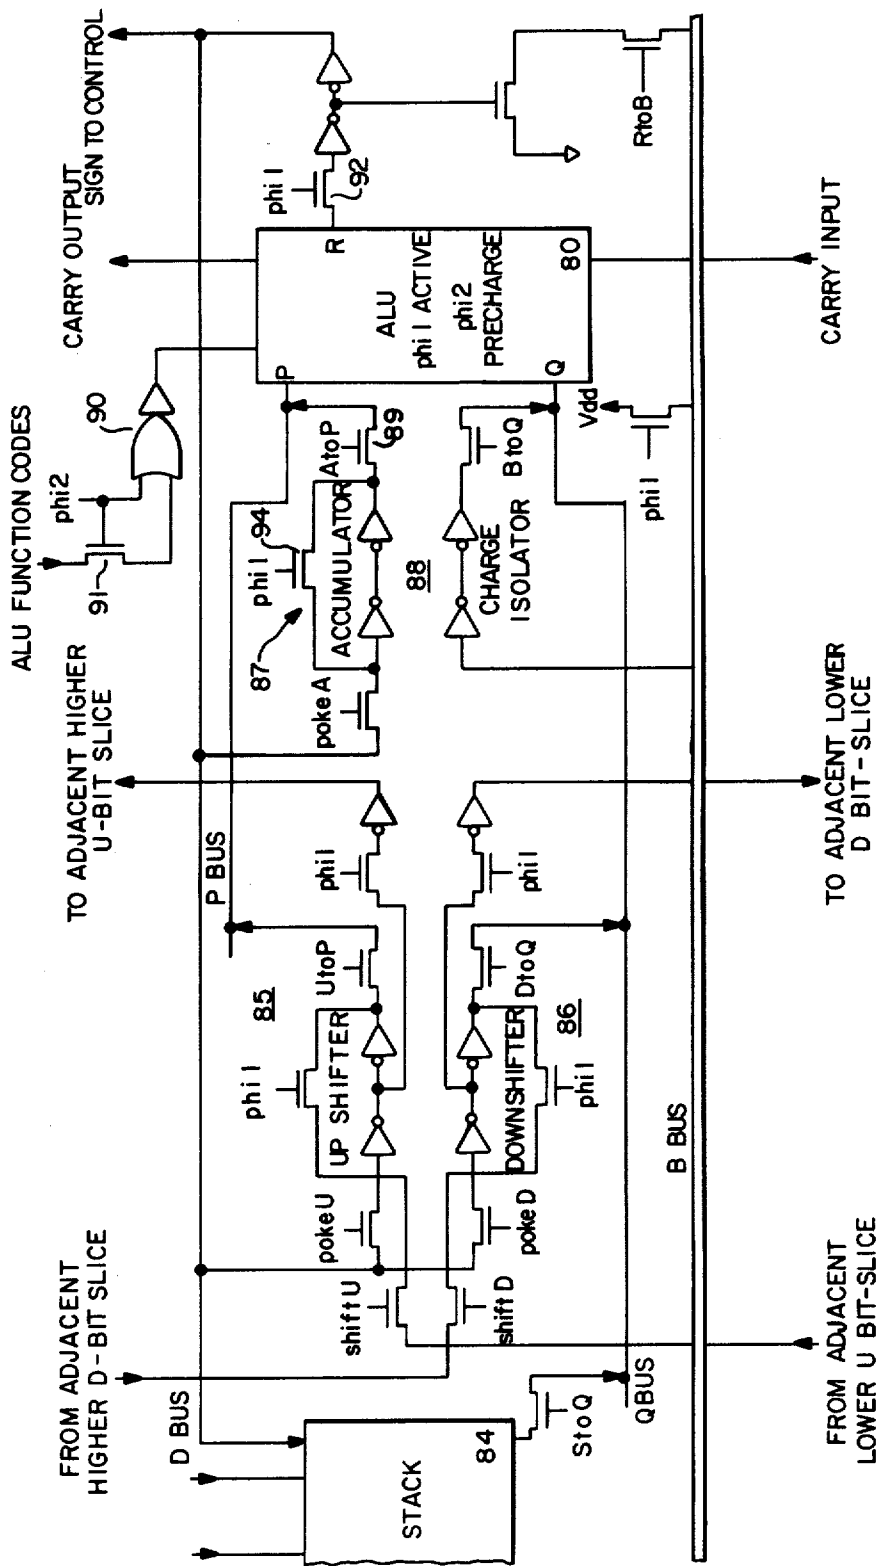 FROM ADJACENT
HIGHER D-BIT SLICE
TO ADJACENT HIGHER
U-BIT SLICE
ALU FUNCTION CODES
CARRY OUTPUT
SIGN TO CONTROL
D BUS
P BUS
phi2
91
90
STACK
84
StoQ
Q BUS
shiftU
shiftD
pokeU
pokeD
phi1
UP SHIFTER
85
UtoP
phi1
DOWNSHIFTER
86
DtoQ
phi1
phi1
pokeA
87
phi1
94
ACCUMULATOR
88
AtoP
89
CHARGE
ISOLATOR
BtoQ
P
Q
R
ALU
phi1 ACTIVE
phi2
PRECHARGE
80
phi1
92
Vdd
phi1
RtoB
B BUS
FROM ADJACENT
LOWER U BIT-SLICE
TO ADJACENT LOWER
D BIT-SLICE
CARRY INPUT